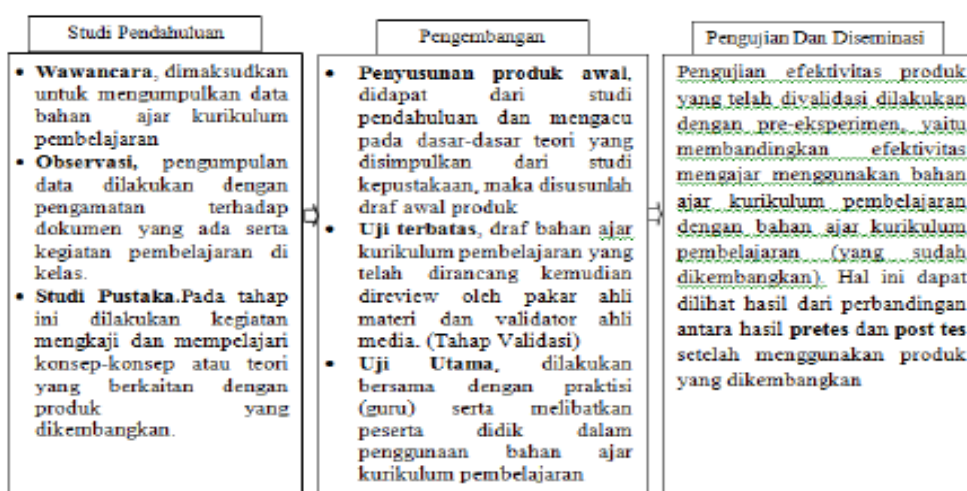 Studi Pendahuluan
• Wawancara, dimaksudkan
untuk mengumpulkan data
bahan ajar kurikulum
pembelajaran
• Observasi, pengumpulan
data dilakukan dengan
pengamatan terhadap
dokumen yang ada serta
kegiatan pembelajaran di
kelas.
• Studi Pustaka.Pada tahap
ini dilakukan kegiatan
mengkaji dan mempelajari
konsep-konsep atau teori
yang berkaitan dengan
produk yang
dikembangkan.
Pengembangan
• Penyusunan produk awal,
didapat dari studi
pendahuluan dan mengacu
pada dasar-dasar teori yang
disimpulkan dari studi
kepustakaan, maka disusunlah
draf awal produk
• Uji terbatas, draf bahan ajar
kurikulum pembelajaran yang
telah dirancang kemudian
direview oleh pakar ahli
materi dan validator ahli
media. (Tahap Validasi)
• Uji Utama, dilakukan
bersama dengan praktisi
(guru) serta melibatkan
peserta didik dalam
penggunaan bahan ajar
kurikulum pembelajaran
Pengujian Dan Diseminasi
Pengujian efektivitas produk
yang telah divalidasi dilakukan
dengan pre-eksperimen, yaitu
membandingkan efektivitas
mengajar menggunakan bahan
ajar kurikulum pembelajaran
dengan bahan ajar kurikulum
pembelajaran (yang sudah
dikembangkan). Hal ini dapat
dilihat hasil dari perbandingan
antara hasil pretes dan post tes
setelah menggunakan produk
yang dikembangkan